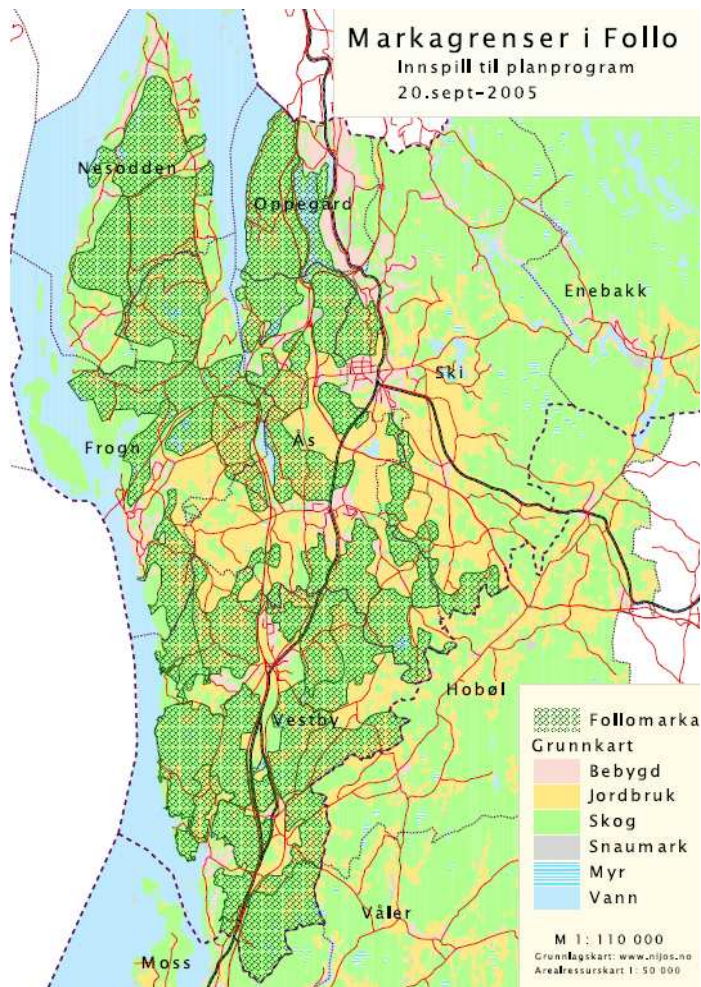 Markagrenser i Follo
Innspill til planprogram
20.sept-2005
Nesodden
Oppegård
Enebakk
Ski
Frogn
Ås
Hobøl
Vestby
Våler
Moss
Follomarka
Grunnkart
Bebygd
Jordbruk
Skog
Snaumark
Myr
Vann
M 1: 110 000
Grunnlagskart: www.nijos.no
Arealressurskart 1: 50 000